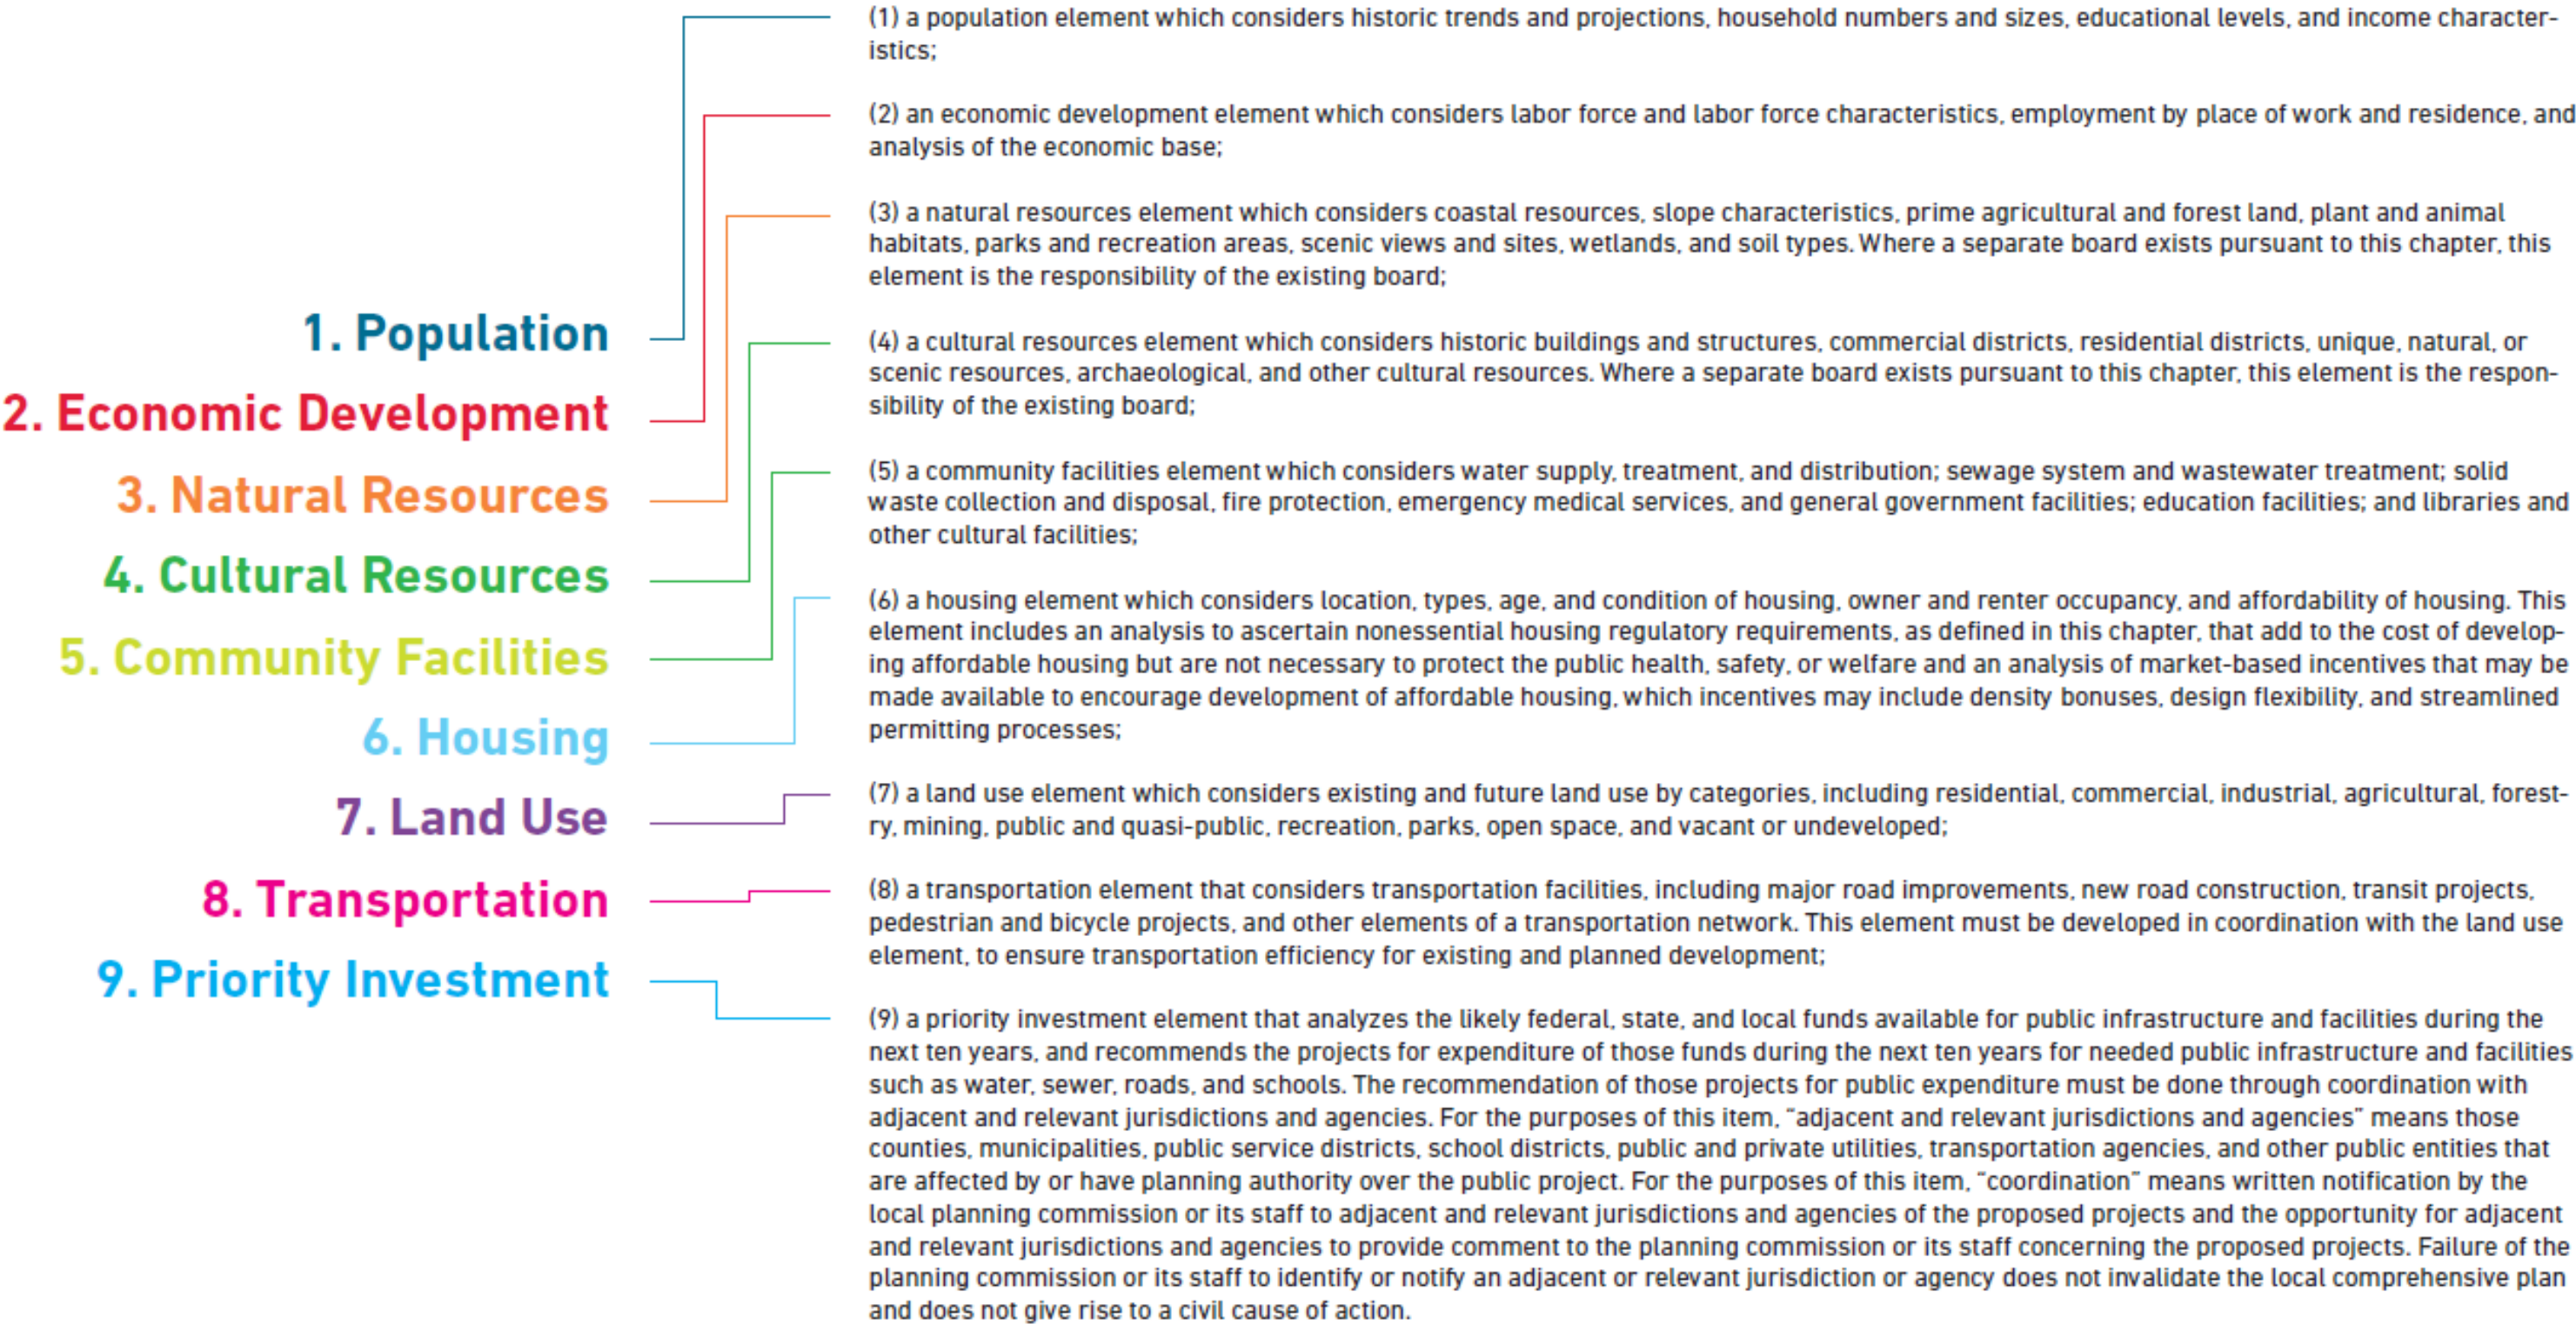 1. Population
2. Economic Development
3. Natural Resources
4. Cultural Resources
5. Community Facilities
6. Housing
7. Land Use
8. Transportation
9. Priority Investment
(1) a population element which considers historic trends and projections, household numbers and sizes, educational levels, and income character-
istics;
(2) an economic development element which considers labor force and labor force characteristics, employment by place of work and residence, and
analysis of the economic base;
(3) a natural resources element which considers coastal resources, slope characteristics, prime agricultural and forest land, plant and animal
habitats, parks and recreation areas, scenic views and sites, wetlands, and soil types. Where a separate board exists pursuant to this chapter, this
element is the responsibility of the existing board;
(4) a cultural resources element which considers historic buildings and structures, commercial districts, residential districts, unique, natural, or
scenic resources, archaeological, and other cultural resources. Where a separate board exists pursuant to this chapter, this element is the respon-
sibility of the existing board;
(5) a community facilities element which considers water supply, treatment, and distribution; sewage system and wastewater treatment; solid
waste collection and disposal, fire protection, emergency medical services, and general government facilities; education facilities; and libraries and
other cultural facilities;
(6) a housing element which considers location, types, age, and condition of housing, owner and renter occupancy, and affordability of housing. This
element includes an analysis to ascertain nonessential housing regulatory requirements, as defined in this chapter, that add to the cost of develop-
ing affordable housing but are not necessary to protect the public health, safety, or welfare and an analysis of market-based incentives that may be
made available to encourage development of affordable housing, which incentives may include density bonuses, design flexibility, and streamlined
permitting processes;
(7) a land use element which considers existing and future land use by categories, including residential, commercial, industrial, agricultural, forest-
ry, mining, public and quasi-public, recreation, parks, open space, and vacant or undeveloped;
(8) a transportation element that considers transportation facilities, including major road improvements, new road construction, transit projects,
pedestrian and bicycle projects, and other elements of a transportation network. This element must be developed in coordination with the land use
element, to ensure transportation efficiency for existing and planned development;
(9) a priority investment element that analyzes the likely federal, state, and local funds available for public infrastructure and facilities during the
next ten years, and recommends the projects for expenditure of those funds during the next ten years for needed public infrastructure and facilities
such as water, sewer, roads, and schools. The recommendation of those projects for public expenditure must be done through coordination with
adjacent and relevant jurisdictions and agencies. For the purposes of this item, “adjacent and relevant jurisdictions and agencies” means those
counties, municipalities, public service districts, school districts, public and private utilities, transportation agencies, and other public entities that
are affected by or have planning authority over the public project. For the purposes of this item, “coordination” means written notification by the
local planning commission or its staff to adjacent and relevant jurisdictions and agencies of the proposed projects and the opportunity for adjacent
and relevant jurisdictions and agencies to provide comment to the planning commission or its staff concerning the proposed projects. Failure of the
planning commission or its staff to identify or notify an adjacent or relevant jurisdiction or agency does not invalidate the local comprehensive plan
and does not give rise to a civil cause of action.